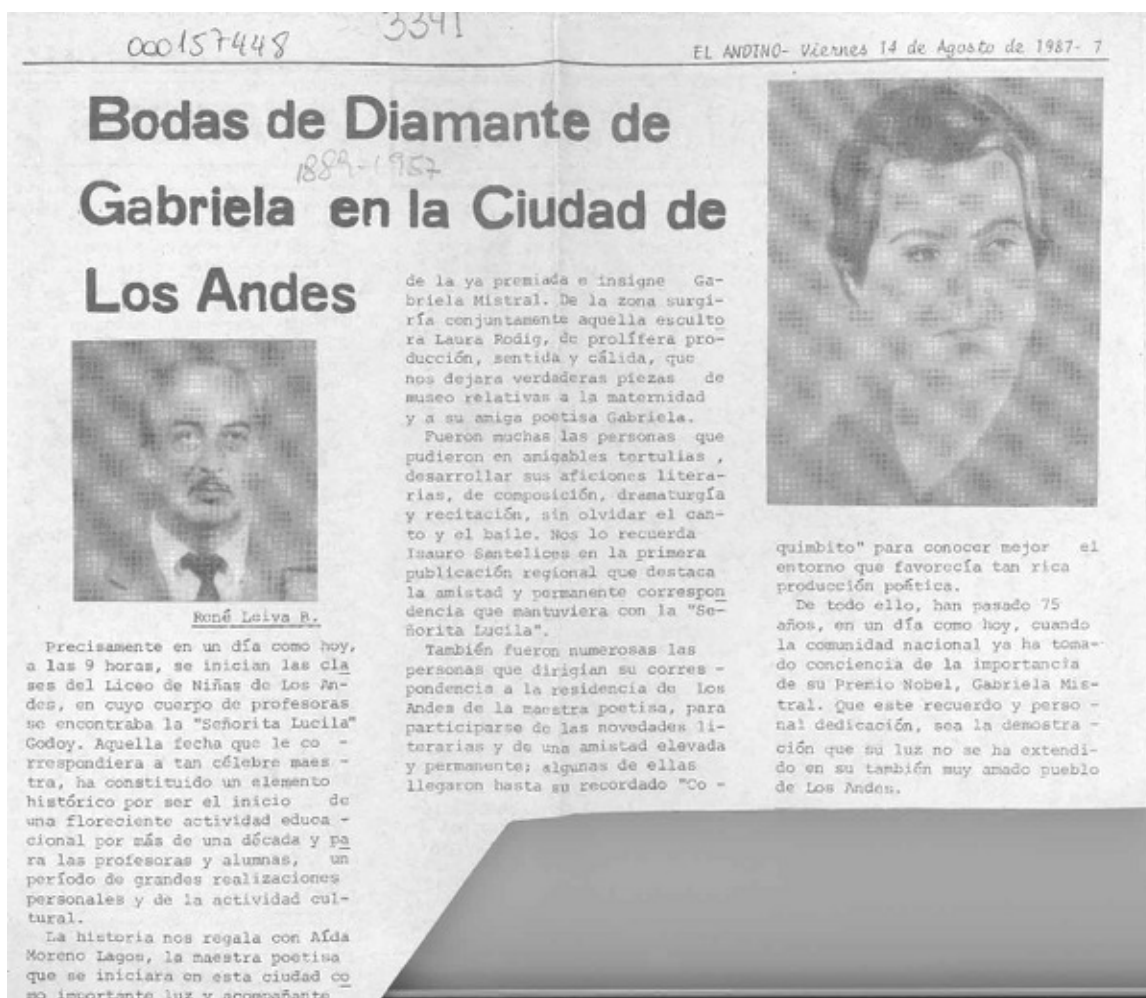 000157448
3391
EL ANDINO- Viernes 14 de Agosto de 1987- 7
Bodas de Diamante de
1889-1957
Gabriela en la Ciudad de
Los Andes
René Leiva B.
Precisamente en un día como hoy,
a las 9 horas, se inician las cla
ses del Liceo de Niñas de Los An-
des, en cuyo cuerpo de profesoras
se encontraba la "Señorita Lucila"
Godoy. Aquella fecha que le co -
rrespondiera a tan célebre maes -
tra, ha constituido un elemento
histórico por ser el inicio de
una floreciente actividad educa -
cional por más de una década y pa
ra las profesoras y alumnas, un
período de grandes realizaciones
personales y de la actividad cul-
tural.
La historia nos regala con Aída
Moreno Lagos, la maestra poetisa
que se iniciara en esta ciudad co
mo importante luz y acompañante
de la ya premiada e insigne Ga-
briela Mistral. De la zona surgi-
ría conjuntamente aquella esculto
ra Laura Rodig, de prolífera pro-
ducción, sentida y cálida, que
nos dejara verdaderas piezas de
museo relativas a la maternidad
y a su amiga poetisa Gabriela.
Fueron muchas las personas que
pudieron en amigables tertulias ,
desarrollar sus aficiones litera-
rias, de composición, dramaturgía
y recitación, sin olvidar el can-
to y el baile. Nos lo recuerda
Isauro Santelices en la primera
publicación regional que destaca
la amistad y permanente correspon
dencia que mantuviera con la "Se-
ñorita Lucila".
También fueron numerosas las
personas que dirigian su corres -
pondencia a la residencia de Los
Andes de la maestra poetisa, para
participarse de las novedades li-
terarias y de una amistad elevada
y permanente; algunas de ellas
llegaron hasta su recordado "Co -
quimbito" para conocer mejor el
entorno que favorecía tan rica
producción poética.
De todo ello, han pasado 75
años, en un día como hoy, cuando
la comunidad nacional ya ha toma-
do conciencia de la importancia
de su Premio Nobel, Gabriela Mis-
tral. Que este recuerdo y perso -
nal dedicación, sea la demostra -
ción que su luz no se ha extendi-
do en su también muy amado pueblo
de Los Andes.